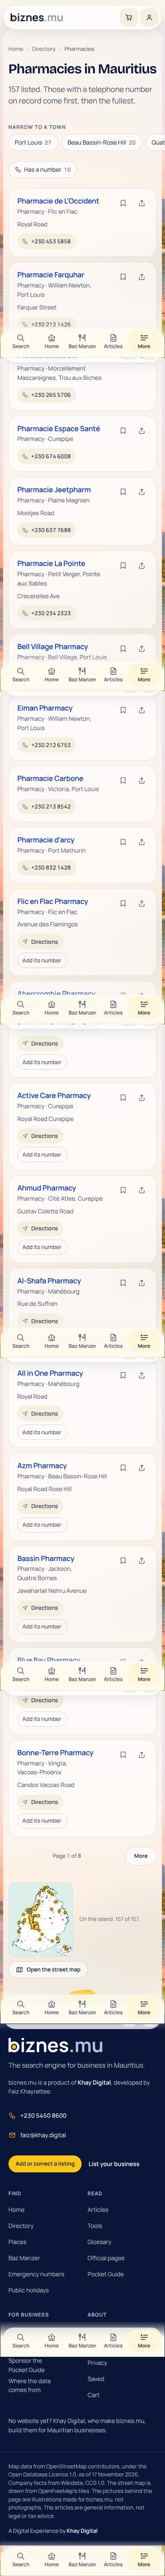 biznes.mu
Home / Directory / Pharmacies
Pharmacies in Mauritius
157 listed. Those with a telephone number
on record come first, then the fullest.
NARROW TO A TOWN
Port Louis 27
Beau Bassin-Rose Hill 20
Has a number 10
Pharmacie de L'Occident
Pharmacy · Flic en Flac
Royal Road
+230 453 5858
Pharmacie Farquhar
Pharmacy · William Newton,
Port Louis
Farquar Street
+230 212 1426
Search Home Baz Manzer Articles More
Pharmacy · Morcellement
Mascareignes, Trou aux Biches
+230 265 5706
Pharmacie Espace Santé
Pharmacy · Curepipe
+230 674 6008
Pharmacie Jeetpharm
Pharmacy · Plaine Magnien
Mooljee Road
+230 637 7688
Pharmacie La Pointe
Pharmacy · Petit Verger, Pointe
aux Sables
Crecerelles Ave
+230 234 2323
Bell Village Pharmacy
Pharmacy · Bell Village, Port Louis
Search Home Baz Manzer Articles More
Eiman Pharmacy
Pharmacy · William Newton,
Port Louis
+230 212 6753
Pharmacie Carbone
Pharmacy · Victoria, Port Louis
+230 213 8542
Pharmacie d'arcy
Pharmacy · Port Mathurin
+230 832 1428
Flic en Flac Pharmacy
Pharmacy · Flic en Flac
Avenue des Flamingos
Directions
Add its number
Abercrombie Pharmacy
Search Home Baz Manzer Articles More
Directions
Add its number
Active Care Pharmacy
Pharmacy · Curepipe
Royal Road Curepipe
Directions
Add its number
Ahmud Pharmacy
Pharmacy · Cité Atlee, Curepipe
Gustav Colette Road
Directions
Add its number
Al-Shafa Pharmacy
Pharmacy · Mahébourg
Rue de Suffren
Directions
Search Home Baz Manzer Articles More
All in One Pharmacy
Pharmacy · Mahébourg
Royal Road
Directions
Add its number
Azm Pharmacy
Pharmacy · Beau Bassin-Rose Hill
Royal Road Rose Hill
Directions
Add its number
Bassin Pharmacy
Pharmacy · Jackson,
Quatre Bornes
Jawaharlall Nehru Avenue
Directions
Add its number
Blue Bay Pharmacy
Search Home Baz Manzer Articles More
Directions
Add its number
Bonne-Terre Pharmacy
Pharmacy · Vingta,
Vacoas-Phoenix
Candos Vacoas Road
Directions
Add its number
Page 1 of 8
More
On the island: 157 of 157.
Open the street map
Search Home Baz Manzer Articles More
biznes.mu
The search engine for business in Mauritius.
biznes.mu is a product of Khay Digital, developed by
Faiz Khayrattee.
+230 5450 8600
faiz@khay.digital
Add or correct a listing
List your business
FIND
READ
Home
Articles
Directory
Tools
Places
Glossary
Baz Manzer
Official pages
Emergency numbers
Pocket Guide
Public holidays
FOR BUSINESS
ABOUT
Search Home Baz Manzer Articles More
Sponsor the
Pocket Guide
Privacy
Where the data
comes from
Saved
Cart
No website yet? Khay Digital, who make biznes.mu,
build them for Mauritian businesses.
Map data from OpenStreetMap contributors, under the
Open Database Licence 1.0, as of 17 November 2026.
Company facts from Wikidata, CC0 1.0. The street map is
drawn from OpenFreeMap's tiles. The pictures beside the
language are illustrations made for biznes.mu, not
photographs. The articles are general information, not
legal or tax advice.
A Digital Experience by Khay Digital
Search Home Baz Manzer Articles More